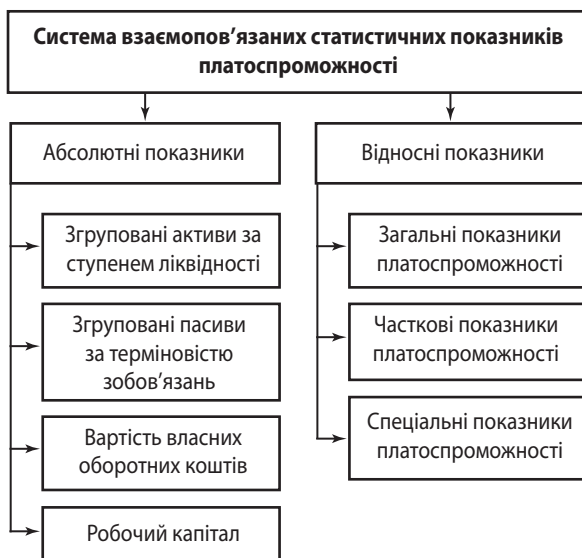 Система взаємопов’язаних статистичних показників
платоспроможності
Абсолютні показники
Згруповані активи за
ступенем ліквідності
Згруповані пасиви
за терміновістю
зобов’язань
Вартість власних
оборотних коштів
Робочий капітал
Відносні показники
Загальні показники
платоспроможності
Часткові показники
платоспроможності
Спеціальні показники
платоспроможності